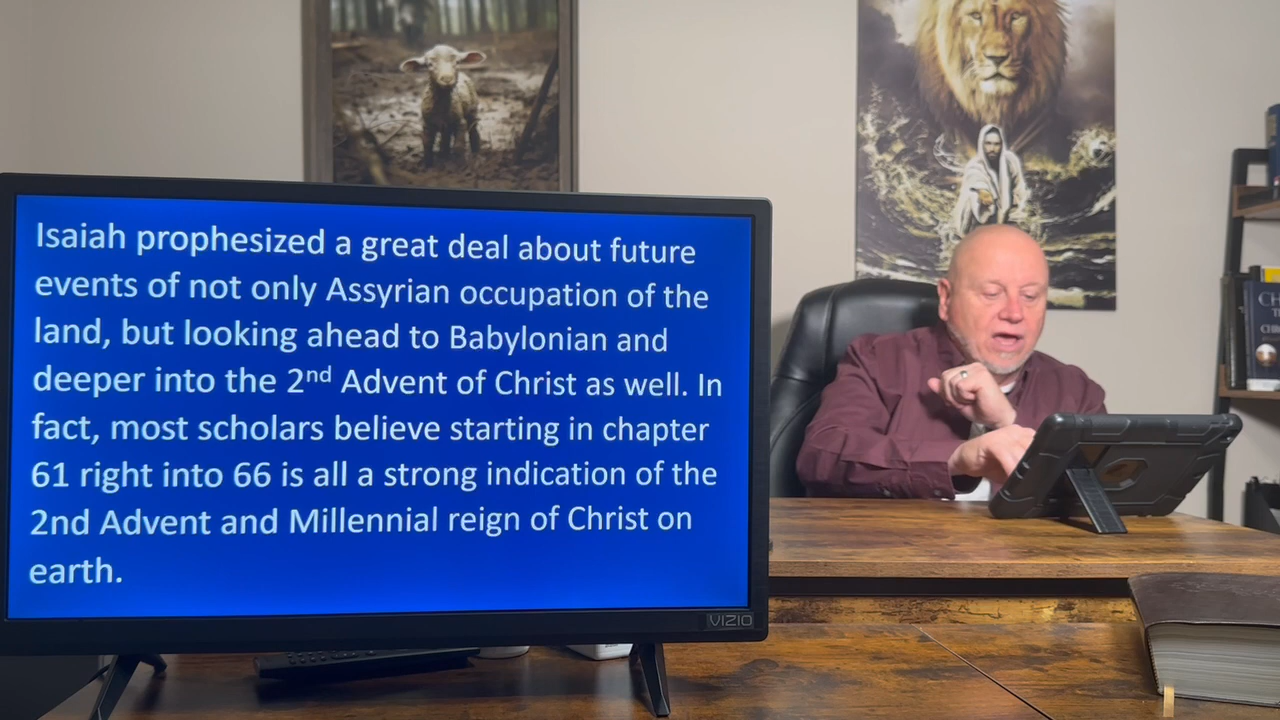 Isaiah prophesized a great deal about future
events of not only Assyrian occupation of the
land, but looking ahead to Babylonian and
deeper into the 2nd Advent of Christ as well. In
fact, most scholars believe starting in chapter
61 right into 66 is all a strong indication of the
2nd Advent and Millennial reign of Christ on
earth.
VIZIO